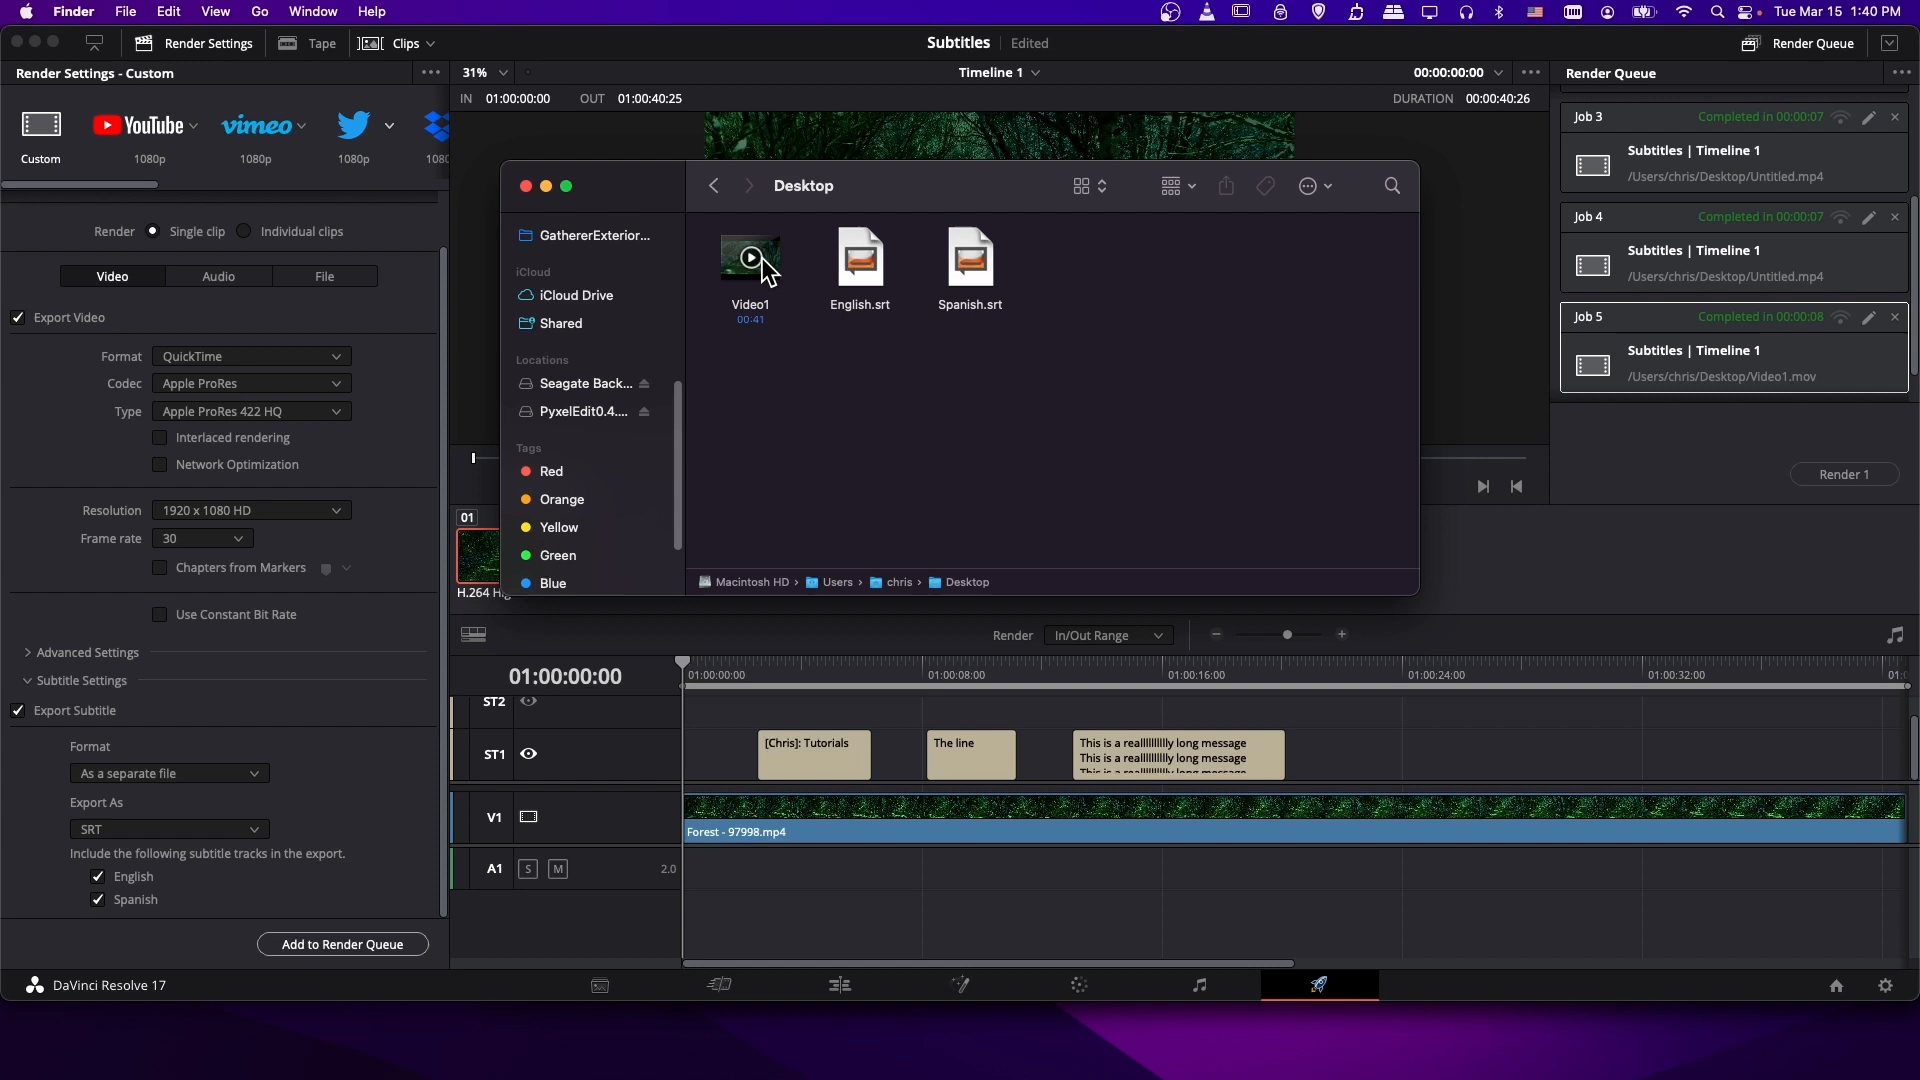 Finder File Edit View Go Window Help
Tue Mar 15 1:40 PM
Render Settings
Tape
Clips
Subtitles
Edited
Render Queue
Render Settings - Custom
31%
Timeline 1
00:00:00:00
Render Queue
IN 01:00:00:00 OUT 01:00:40:25
DURATION 00:00:40:26
YouTube
vimeo
Custom
1080p
1080p
1080p
Render
Single clip
Individual clips
Video
Audio
File
Export Video
Format
QuickTime
Codec
Apple ProRes
Type
Apple ProRes 422 HQ
Interlaced rendering
Network Optimization
Resolution
1920 x 1080 HD
Frame rate
30
Chapters from Markers
Use Constant Bit Rate
Advanced Settings
Subtitle Settings
Export Subtitle
Format
As a separate file
Export As
SRT
Include the following subtitle tracks in the export.
English
Spanish
Add to Render Queue
Desktop
GathererExterior...
iCloud
iCloud Drive
Shared
Locations
Seagate Back...
PyxelEdit0.4....
Tags
Red
Orange
Yellow
Green
Blue
Video1
00:41
English.srt
Spanish.srt
Macintosh HD › Users › chris › Desktop
Job 3
Completed in 00:00:07
Subtitles | Timeline 1
/Users/chris/Desktop/Untitled.mp4
Job 4
Completed in 00:00:07
Subtitles | Timeline 1
/Users/chris/Desktop/Untitled.mp4
Job 5
Completed in 00:00:08
Subtitles | Timeline 1
/Users/chris/Desktop/Video1.mov
Render 1
01
Render
In/Out Range
01:00:00:00
01:00:00:00
01:00:08:00
01:00:16:00
01:00:24:00
01:00:32:00
ST2
ST1
[Chris]: Tutorials
The line
V1
Forest - 97998.mp4
A1
S
M
2.0
DaVinci Resolve 17